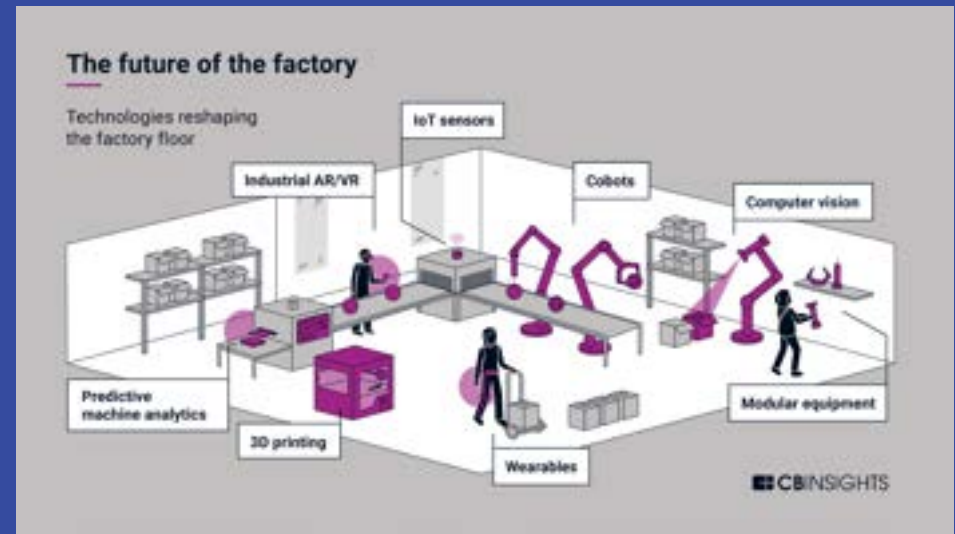 The future of the factory
Technologies reshaping
the factory floor
IoT sensors
Industrial AR/VR
Cobots
Computer vision
Predictive
machine analytics
3D printing
Wearables
Modular equipment
CBINSIGHTS